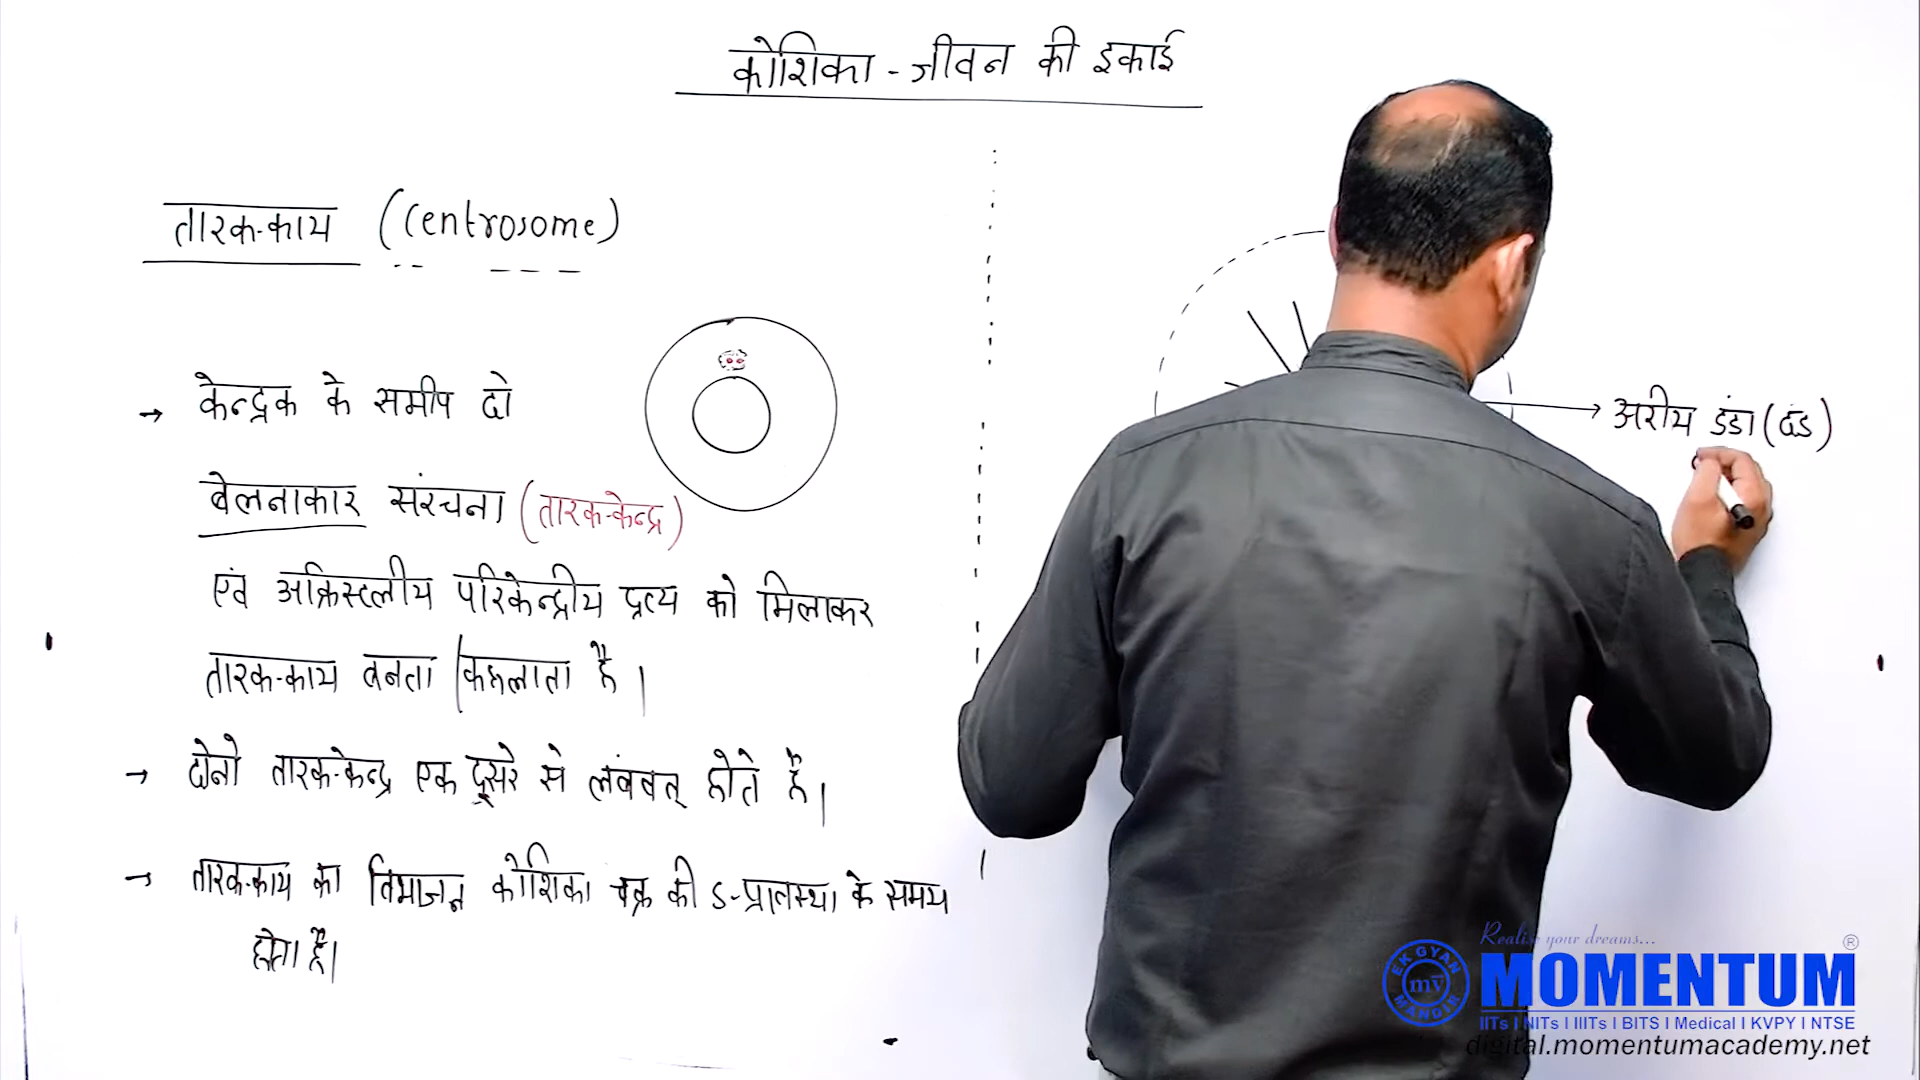 कोशिका - जीवन की इकाई
तारक-काय (Centrosome)
→ केन्द्रक के समीप दो
बेलनाकार संरचना (तारक-केन्द्र)
एवं अक्रिस्टलीय परिकेन्द्रीय द्रव्य को मिलाकर
तारक-काय बनता | कहलाता है।
→ दोनो तारक-केन्द्र एक दूसरे से लंबवत् होते है।
→ तारक-काय का विभाजन कोशिका चक्र की S-प्रावस्था के समय
होता है।
अरीय डंडा (दंड)
Realise your dreams...
EK GYAN MANDIR
mv
MOMENTUM®
IITs I NITs I IIITs I BITS I Medical I KVPY I NTSE
digital.momentumacademy.net